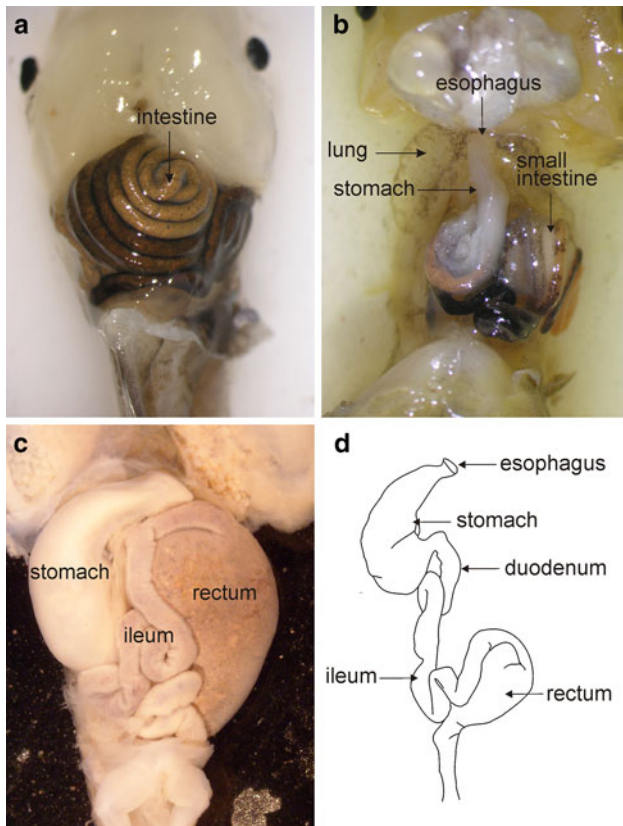 a
intestine
b
esophagus
lung
small
intestine
stomach
c
stomach
rectum
ileum
d
esophagus
stomach
duodenum
ileum
rectum